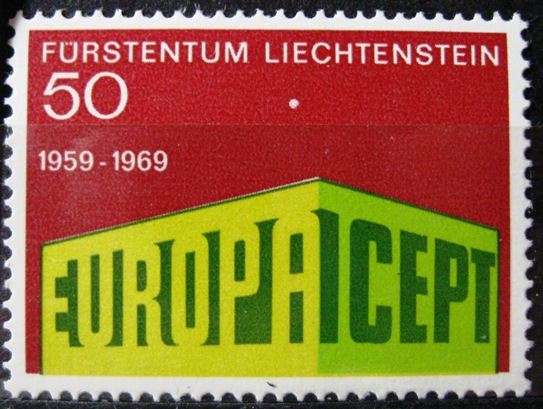 FÜRSTENTUM LIECHTENSTEIN
50
1959-1969
EUROPA CEPT